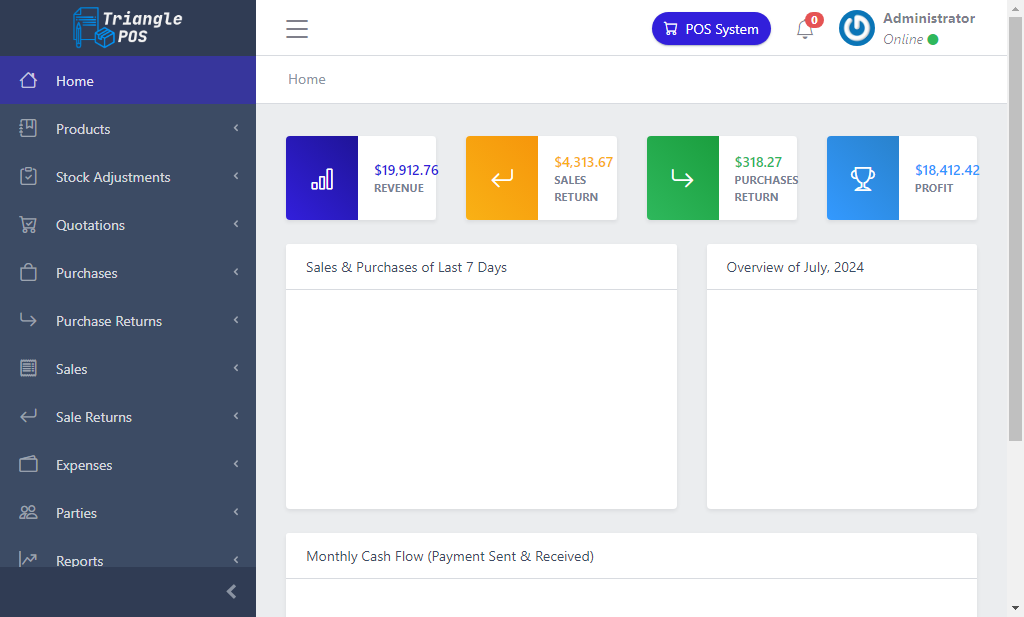 Triangle
POS
POS System
0
Administrator
Online
Home
Home
Products
Stock Adjustments
Quotations
Purchases
Purchase Returns
Sales
Sale Returns
Expenses
Parties
Reports
$19,912.76
REVENUE
$4,313.67
SALES
RETURN
$318.27
PURCHASES
RETURN
$18,412.42
PROFIT
Sales & Purchases of Last 7 Days
Overview of July, 2024
Monthly Cash Flow (Payment Sent & Received)